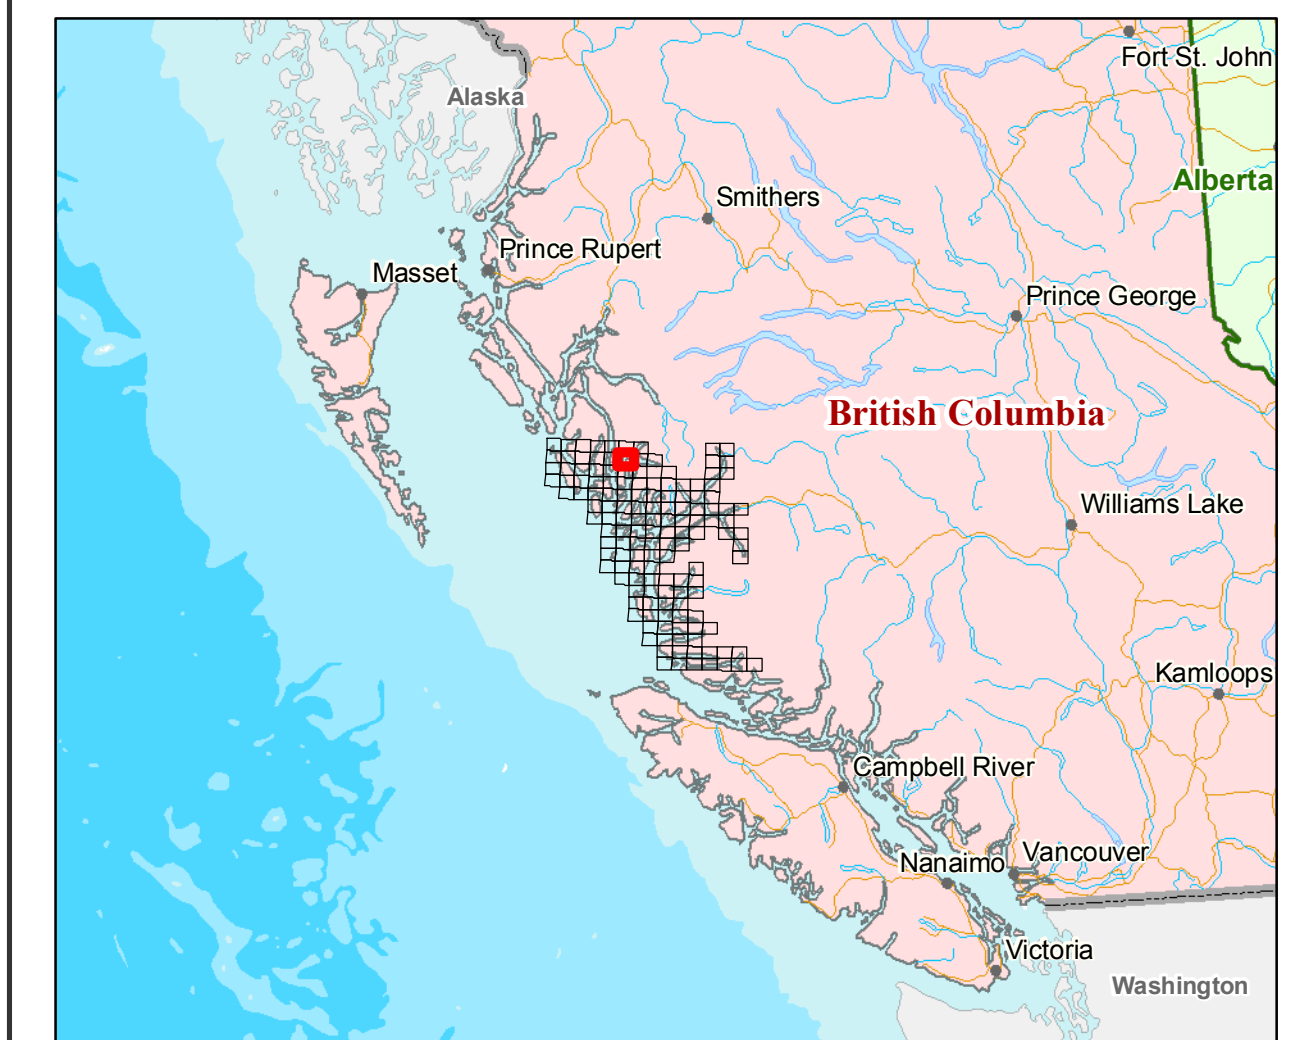 Fort St. John
Alaska
Alberta
Smithers
Prince Rupert
Masset
Prince George
British Columbia
Williams Lake
Kamloops
Campbell River
Vancouver
Nanaimo
Victoria
Washington